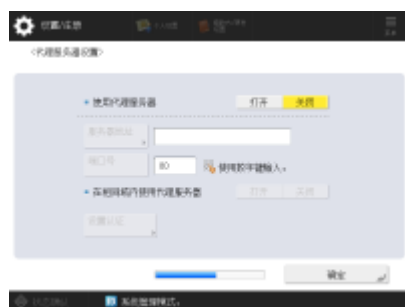 设置/注册
<代理服务器设置>
使用代理服务器
打开
关闭
服务器地址
端口号
80
使用数字键输入。
在相同域内使用代理服务器
打开
关闭
设置认证
确定
系统管理模式。